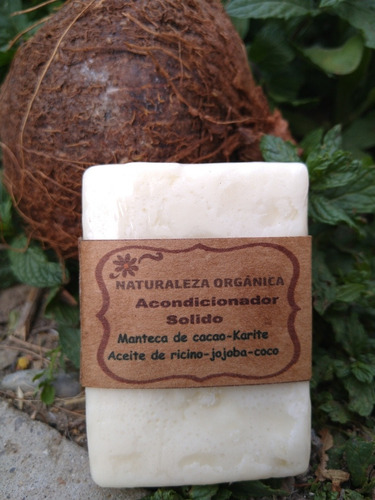 NATURALEZA ORGÁNICA
Acondicionador
Solido
Manteca de cacao-Karite
Aceite de ricino-jojoba-coco